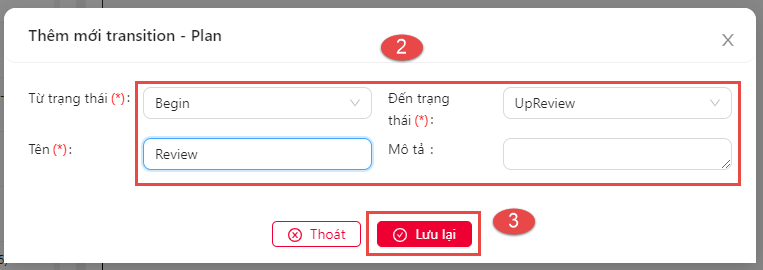 Thêm mới transition - Plan
2
Từ trạng thái (*) : Begin
Đến trạng thái (*) : UpReview
Tên (*) : Review
Mô tả :
Thoát
Lưu lại
3